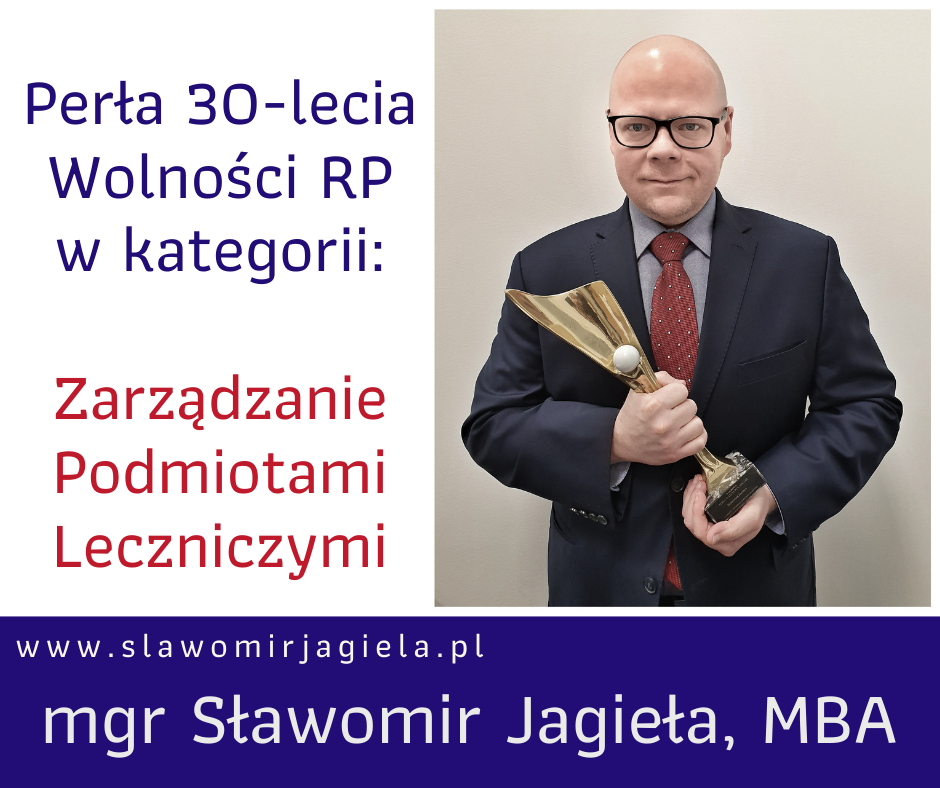 Perła 30-lecia
Wolności RP
w kategorii:
Zarządzanie
Podmiotami
Leczniczymi
www.slawomirjagiela.pl
mgr Sławomir Jagieła, MBA